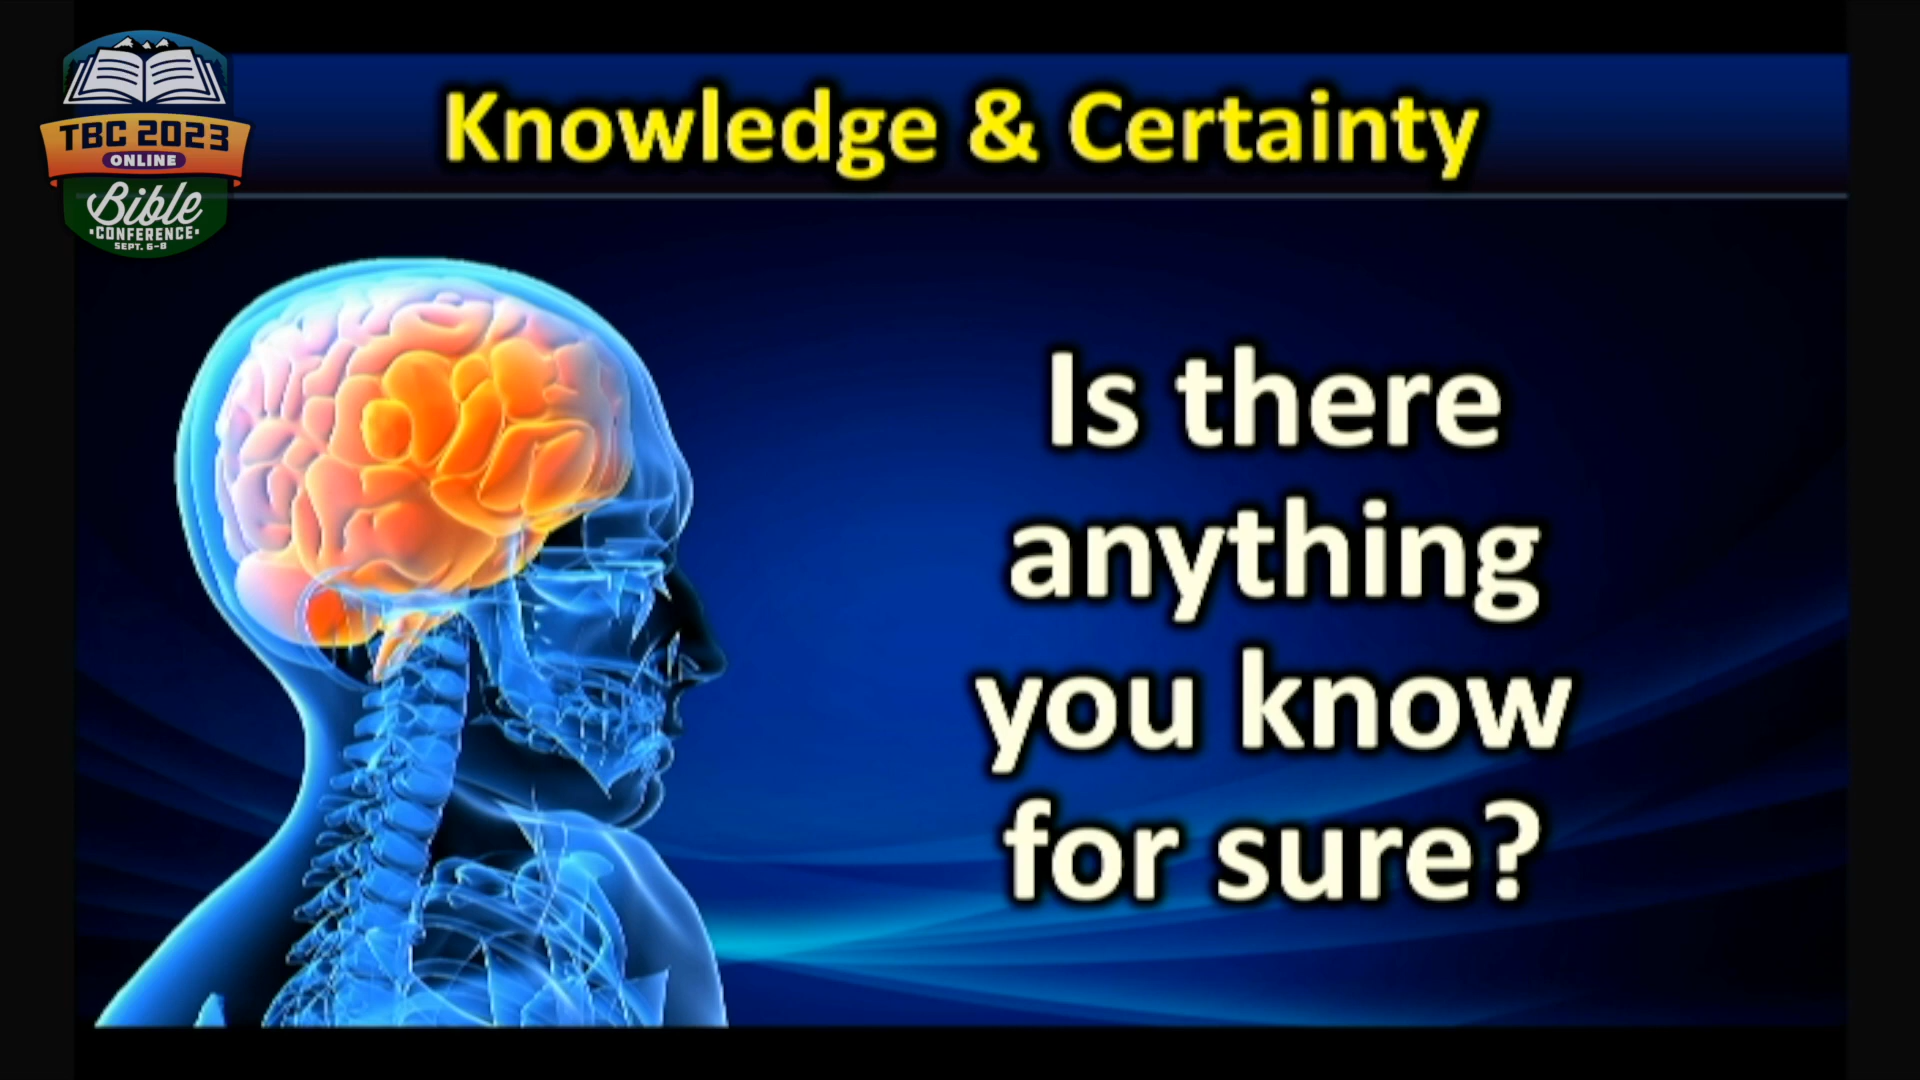 TBC 2023
ONLINE
Bible
•CONFERENCE•
SEPT. 6-8
Knowledge & Certainty
Is there
anything
you know
for sure?